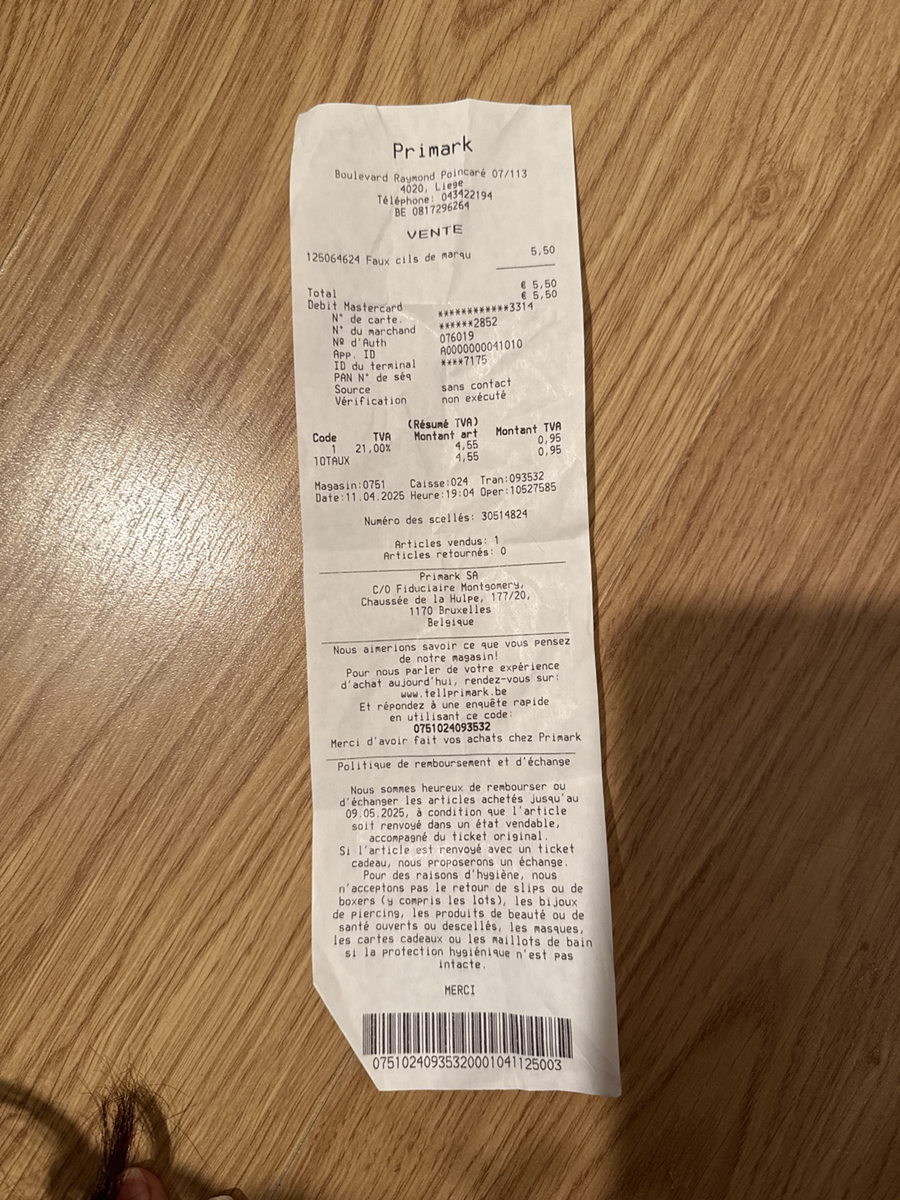 Primark
Boulevard Raymond Poincaré 07/113
4020, Liege
Téléphone: 043422194
BE 0817296264
VENTE
125064624 Faux cils de marqu 5,50
Total € 5,50
Debit Mastercard € 5,50
N° de carte. ************3314
N° du marchand ******2852
Nº d'Auth 076019
App. ID A0000000041010
ID du terminal ****7175
PAN N° de séq
Source sans contact
Vérification non exécuté
(Résumé TVA)
Code TVA Montant art Montant TVA
1 21,00% 4,55 0,95
TOTAUX 4,55 0,95
Magasin:0751 Caisse:024 Tran:093532
Date:11.04.2025 Heure:19:04 Oper:10527585
Numéro des scellés: 30514824
Articles vendus: 1
Articles retournés: 0
Primark SA
C/O Fiduciaire Montgomery,
Chaussée de la Hulpe, 177/20,
1170 Bruxelles
Belgique
Nous aimerions savoir ce que vous pensez
de notre magasin!
Pour nous parler de votre expérience
d'achat aujourd'hui, rendez-vous sur:
www.tellprimark.be
Et répondez à une enquête rapide
en utilisant ce code:
0751024093532
Merci d'avoir fait vos achats chez Primark
Politique de remboursement et d'échange
Nous sommes heureux de rembourser ou
d'échanger les articles achetés jusqu'au
09.05.2025, à condition que l'article
soit renvoyé dans un état vendable,
accompagné du ticket original.
Si l'article est renvoyé avec un ticket
cadeau, nous proposerons un échange.
Pour des raisons d'hygiène, nous
n'acceptons pas le retour de slips ou de
boxers (y compris les lots), les bijoux
de piercing, les produits de beauté ou de
santé ouverts ou descellés, les masques,
les cartes cadeaux ou les maillots de bain
si la protection hygiénique n'est pas
intacte.
MERCI
07510240935320001041125003